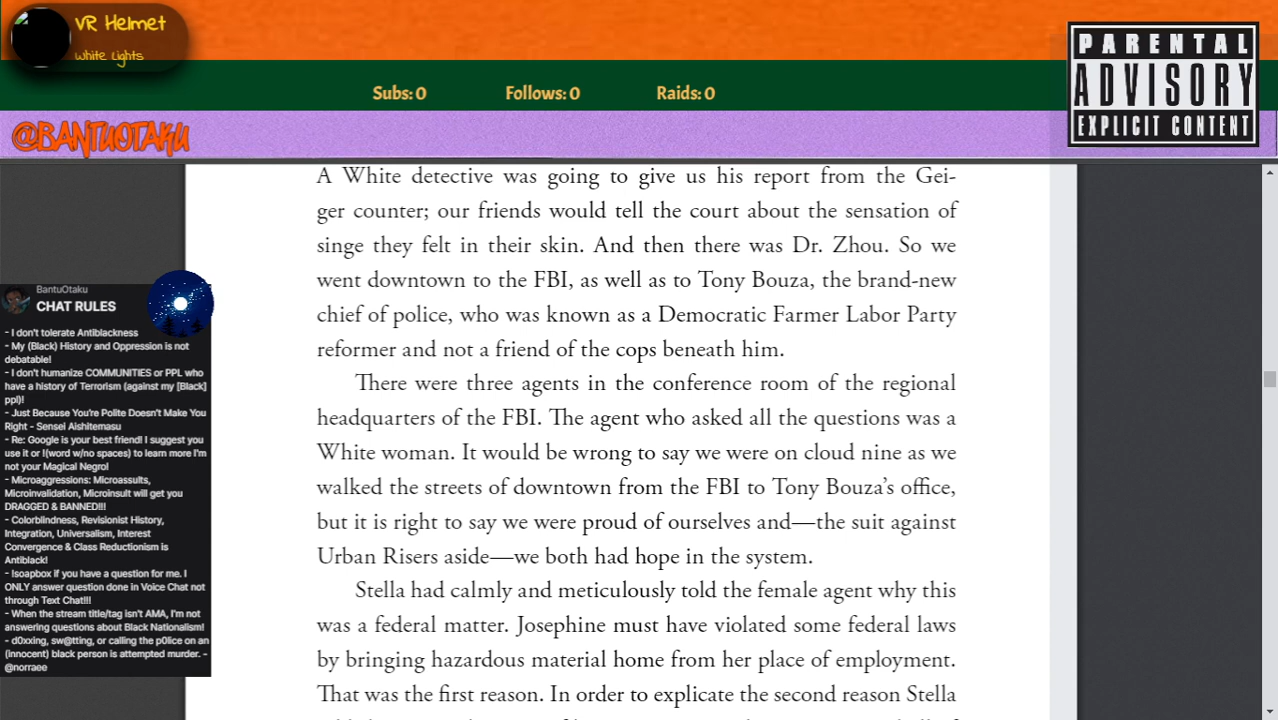 VR Helmet
White Lights
PARENTAL
ADVISORY
EXPLICIT CONTENT
Subs: 0
Follows: 0
Raids: 0
@BANTUOTAKU
A White detective was going to give us his report from the Gei-
ger counter; our friends would tell the court about the sensation of
singe they felt in their skin. And then there was Dr. Zhou. So we
went downtown to the FBI, as well as to Tony Bouza, the brand-new
chief of police, who was known as a Democratic Farmer Labor Party
reformer and not a friend of the cops beneath him.
There were three agents in the conference room of the regional
headquarters of the FBI. The agent who asked all the questions was a
White woman. It would be wrong to say we were on cloud nine as we
walked the streets of downtown from the FBI to Tony Bouza's office,
but it is right to say we were proud of ourselves and—the suit against
Urban Risers aside—we both had hope in the system.
Stella had calmly and meticulously told the female agent why this
was a federal matter. Josephine must have violated some federal laws
by bringing hazardous material home from her place of employment.
That was the first reason. In order to explicate the second reason Stella
BantuOtaku
CHAT RULES
- I don't tolerate Antiblackness
- My (Black) History and Oppression is not
debatable!
- I don't humanize COMMUNITIES or PPL who
have a history of Terrorism (against my [Black]
ppl)!
- Just Because You're Polite Doesn't Make You
Right - Sensei Aishitemasu
- Re: Google is your best friend! I suggest you
use it or !(word w/no spaces) to learn more I'm
not your Magical Negro!
- Microaggressions: Microassults,
Microinvalidation, Microinsult will get you
DRAGGED & BANNED!!!
- Colorblindness, Revisionist History,
Integration, Universalism, Interest
Convergence & Class Reductionism is
Antiblack!
- !soapbox if you have a question for me. I
ONLY answer question done in Voice Chat not
through Text Chat!!!
- When the stream title/tag isn't AMA, I'm not
answering questions about Black Nationalism!
- d0xxing, sw@tting, or calling the p0lice on an
(innocent) black person is attempted murder. -
@norraee